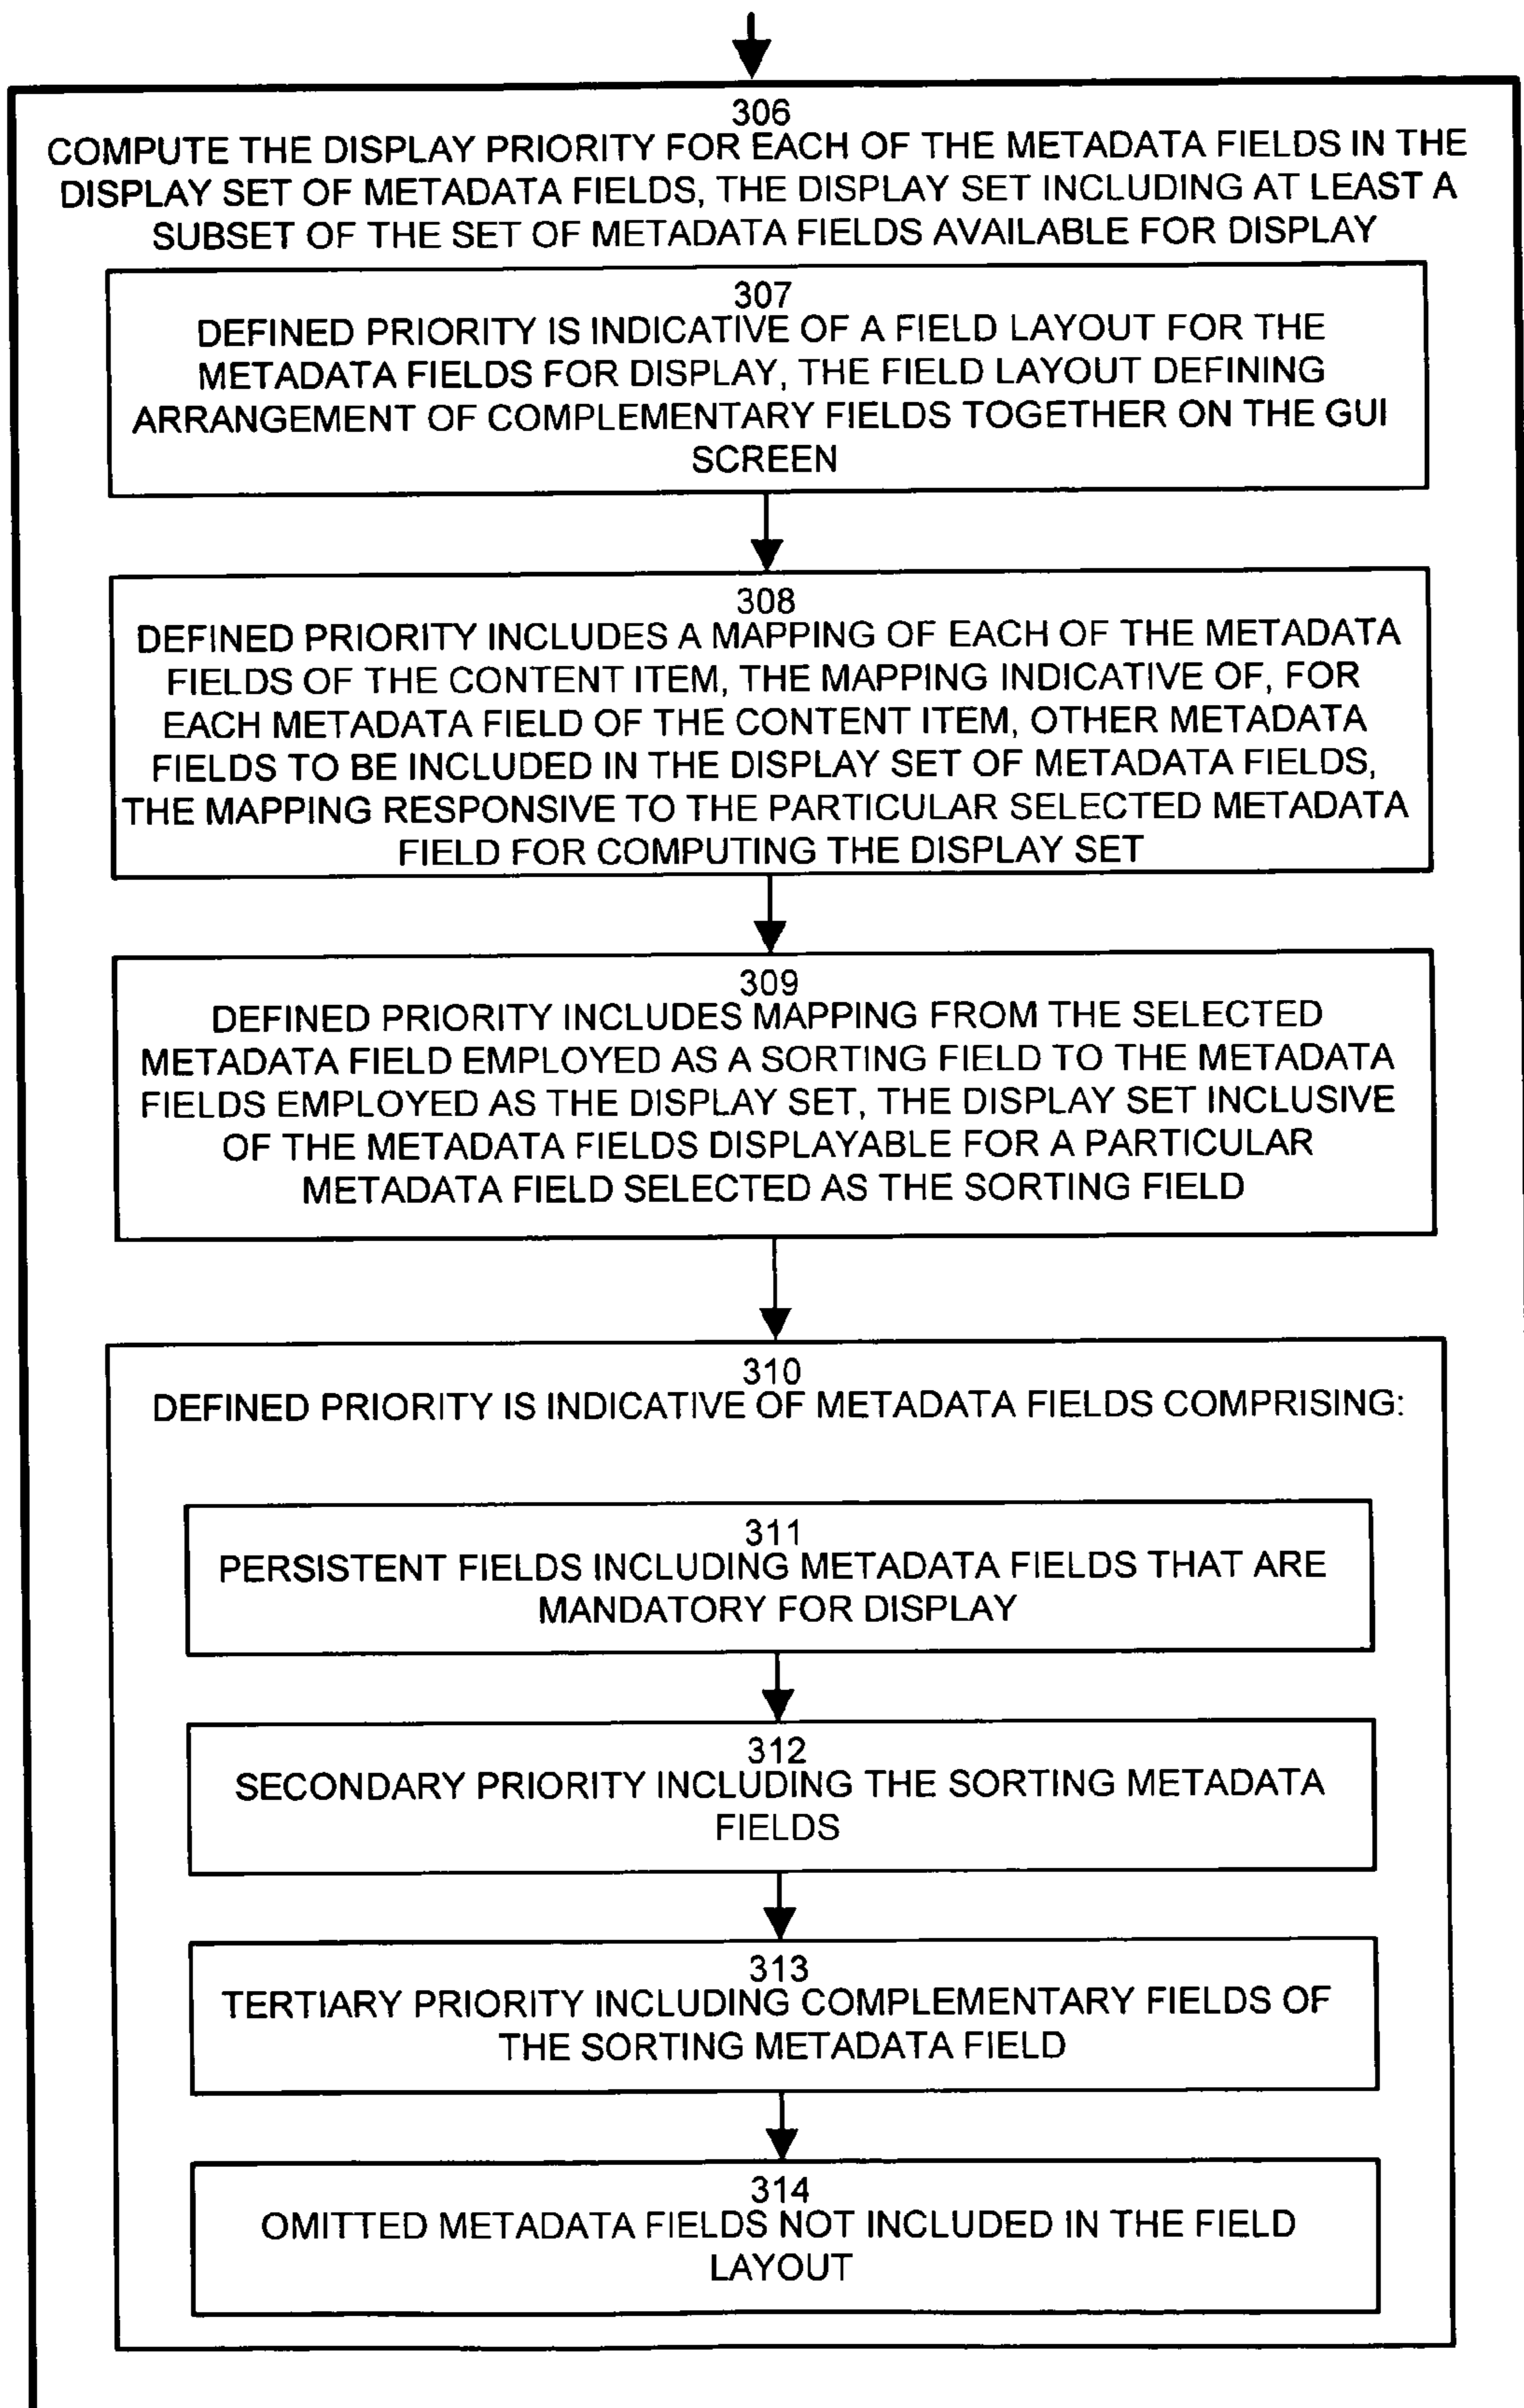 306
COMPUTE THE DISPLAY PRIORITY FOR EACH OF THE METADATA FIELDS IN THE
DISPLAY SET OF METADATA FIELDS, THE DISPLAY SET INCLUDING AT LEAST A
SUBSET OF THE SET OF METADATA FIELDS AVAILABLE FOR DISPLAY
307
DEFINED PRIORITY IS INDICATIVE OF A FIELD LAYOUT FOR THE
METADATA FIELDS FOR DISPLAY, THE FIELD LAYOUT DEFINING
ARRANGEMENT OF COMPLEMENTARY FIELDS TOGETHER ON THE GUI
SCREEN
308
DEFINED PRIORITY INCLUDES A MAPPING OF EACH OF THE METADATA
FIELDS OF THE CONTENT ITEM, THE MAPPING INDICATIVE OF, FOR
EACH METADATA FIELD OF THE CONTENT ITEM, OTHER METADATA
FIELDS TO BE INCLUDED IN THE DISPLAY SET OF METADATA FIELDS,
THE MAPPING RESPONSIVE TO THE PARTICULAR SELECTED METADATA
FIELD FOR COMPUTING THE DISPLAY SET
309
DEFINED PRIORITY INCLUDES MAPPING FROM THE SELECTED
METADATA FIELD EMPLOYED AS A SORTING FIELD TO THE METADATA
FIELDS EMPLOYED AS THE DISPLAY SET, THE DISPLAY SET INCLUSIVE
OF THE METADATA FIELDS DISPLAYABLE FOR A PARTICULAR
METADATA FIELD SELECTED AS THE SORTING FIELD
310
DEFINED PRIORITY IS INDICATIVE OF METADATA FIELDS COMPRISING:
311
PERSISTENT FIELDS INCLUDING METADATA FIELDS THAT ARE
MANDATORY FOR DISPLAY
312
SECONDARY PRIORITY INCLUDING THE SORTING METADATA
FIELDS
313
TERTIARY PRIORITY INCLUDING COMPLEMENTARY FIELDS OF
THE SORTING METADATA FIELD
314
OMITTED METADATA FIELDS NOT INCLUDED IN THE FIELD
LAYOUT